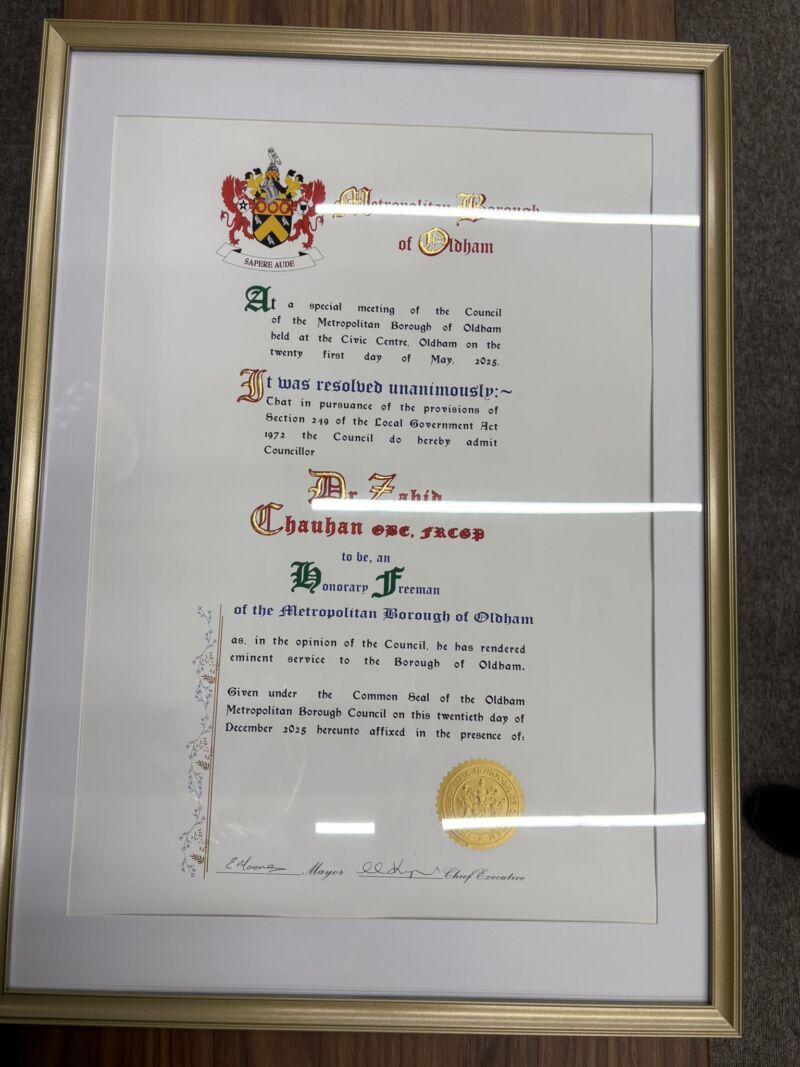 Metropolitan Borough
of Oldham
SAPERE AUDE
At a special meeting of the Council
of the Metropolitan Borough of Oldham
held at the Civic Centre, Oldham on the
twenty first day of May, 2025.
It was resolved unanimously:~
That in pursuance of the provisions of
Section 249 of the Local Government Act
1972 the Council do hereby admit
Councillor
Dr Zahid
Chauhan OBE, FRCGP
to be, an
Honorary Freeman
of the Metropolitan Borough of Oldham
as, in the opinion of the Council, he has rendered
eminent service to the Borough of Oldham.
Given under the Common Seal of the Oldham
Metropolitan Borough Council on this twentieth day of
December 2025 hereunto affixed in the presence of:
Mayor Chief Executive